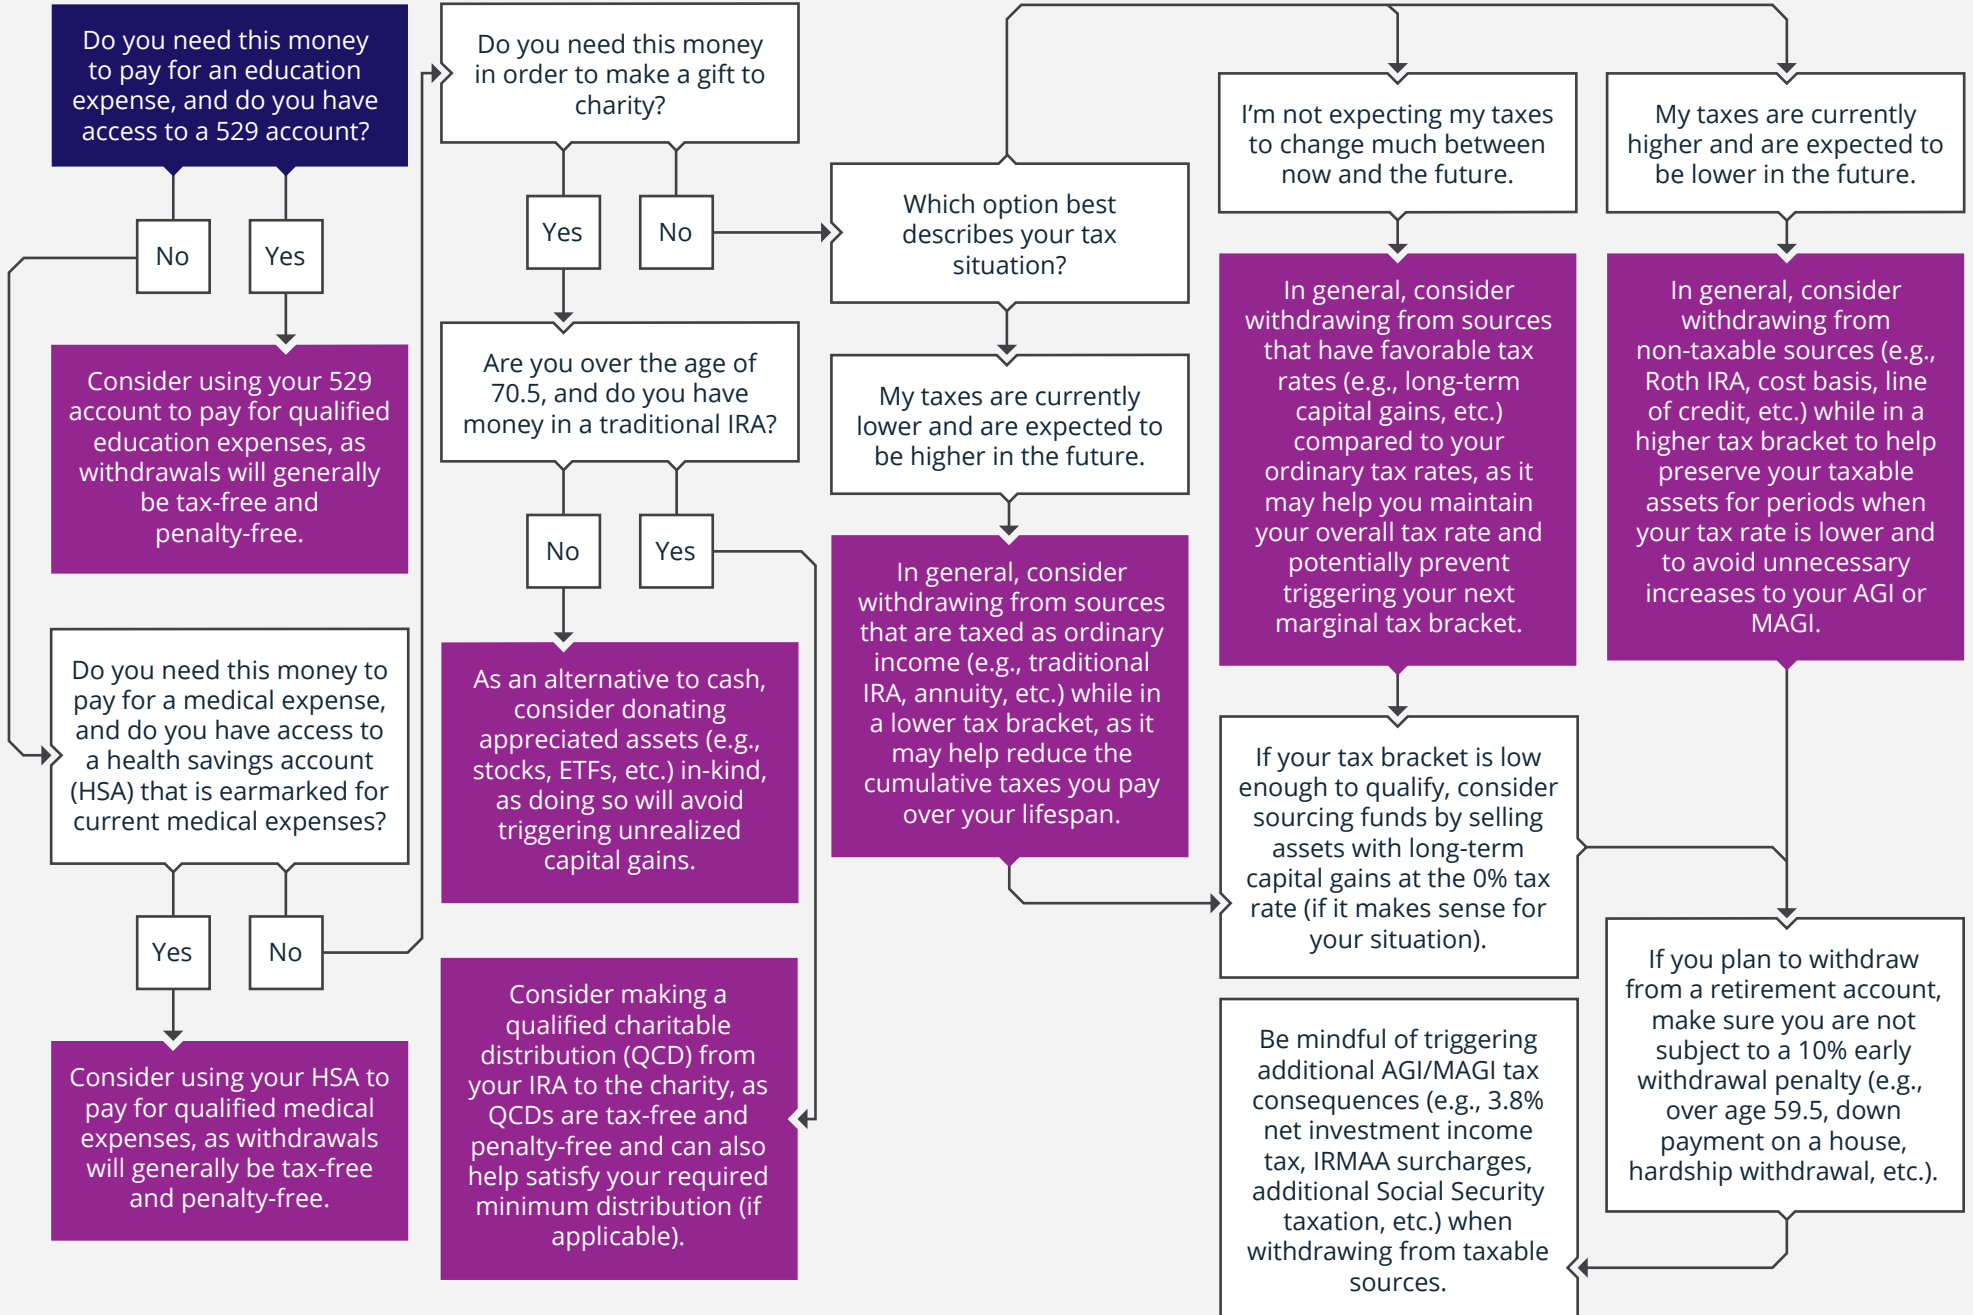 Do you need this money
to pay for an education
expense, and do you have
access to a 529 account?
No
Yes
Consider using your 529
account to pay for qualified
education expenses, as
withdrawals will generally
be tax-free and
penalty-free.
Do you need this money to
pay for a medical expense,
and do you have access to
a health savings account
(HSA) that is earmarked for
current medical expenses?
Yes
No
Consider using your HSA to
pay for qualified medical
expenses, as withdrawals
will generally be tax-free
and penalty-free.
Do you need this money
in order to make a gift to
charity?
Yes
No
Are you over the age of
70.5, and do you have
money in a traditional IRA?
No
Yes
As an alternative to cash,
consider donating
appreciated assets (e.g.,
stocks, ETFs, etc.) in-kind,
as doing so will avoid
triggering unrealized
capital gains.
Consider making a
qualified charitable
distribution (QCD) from
your IRA to the charity, as
QCDs are tax-free and
penalty-free and can also
help satisfy your required
minimum distribution (if
applicable).
Which option best
describes your tax
situation?
My taxes are currently
lower and are expected to
be higher in the future.
In general, consider
withdrawing from sources
that are taxed as ordinary
income (e.g., traditional
IRA, annuity, etc.) while in
a lower tax bracket, as it
may help reduce the
cumulative taxes you pay
over your lifespan.
I’m not expecting my taxes
to change much between
now and the future.
In general, consider
withdrawing from sources
that have favorable tax
rates (e.g., long-term
capital gains, etc.)
compared to your
ordinary tax rates, as it
may help you maintain
your overall tax rate and
potentially prevent
triggering your next
marginal tax bracket.
If your tax bracket is low
enough to qualify, consider
sourcing funds by selling
assets with long-term
capital gains at the 0% tax
rate (if it makes sense for
your situation).
Be mindful of triggering
additional AGI/MAGI tax
consequences (e.g., 3.8%
net investment income
tax, IRMAA surcharges,
additional Social Security
taxation, etc.) when
withdrawing from taxable
sources.
My taxes are currently
higher and are expected to
be lower in the future.
In general, consider
withdrawing from
non-taxable sources (e.g.,
Roth IRA, cost basis, line
of credit, etc.) while in a
higher tax bracket to help
preserve your taxable
assets for periods when
your tax rate is lower and
to avoid unnecessary
increases to your AGI or
MAGI.
If you plan to withdraw
from a retirement account,
make sure you are not
subject to a 10% early
withdrawal penalty (e.g.,
over age 59.5, down
payment on a house,
hardship withdrawal, etc.).